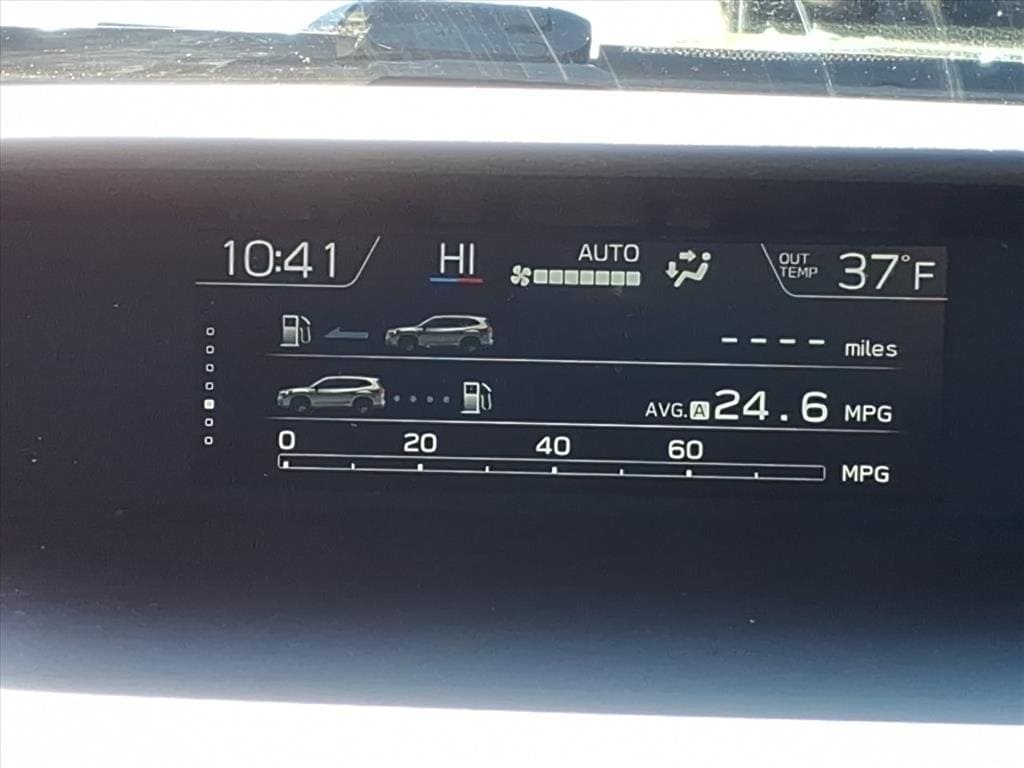 10:41 HI AUTO OUT TEMP 37°F
---- miles
AVG. A 24.6 MPG
0 20 40 60
MPG